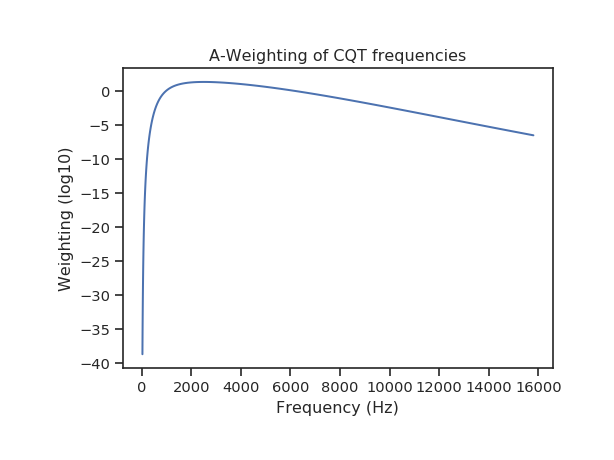 A-Weighting of CQT frequencies
Weighting (log10)
0
−5
−10
−15
−20
−25
−30
−35
−40
0 2000 4000 6000 8000 10000 12000 14000 16000
Frequency (Hz)